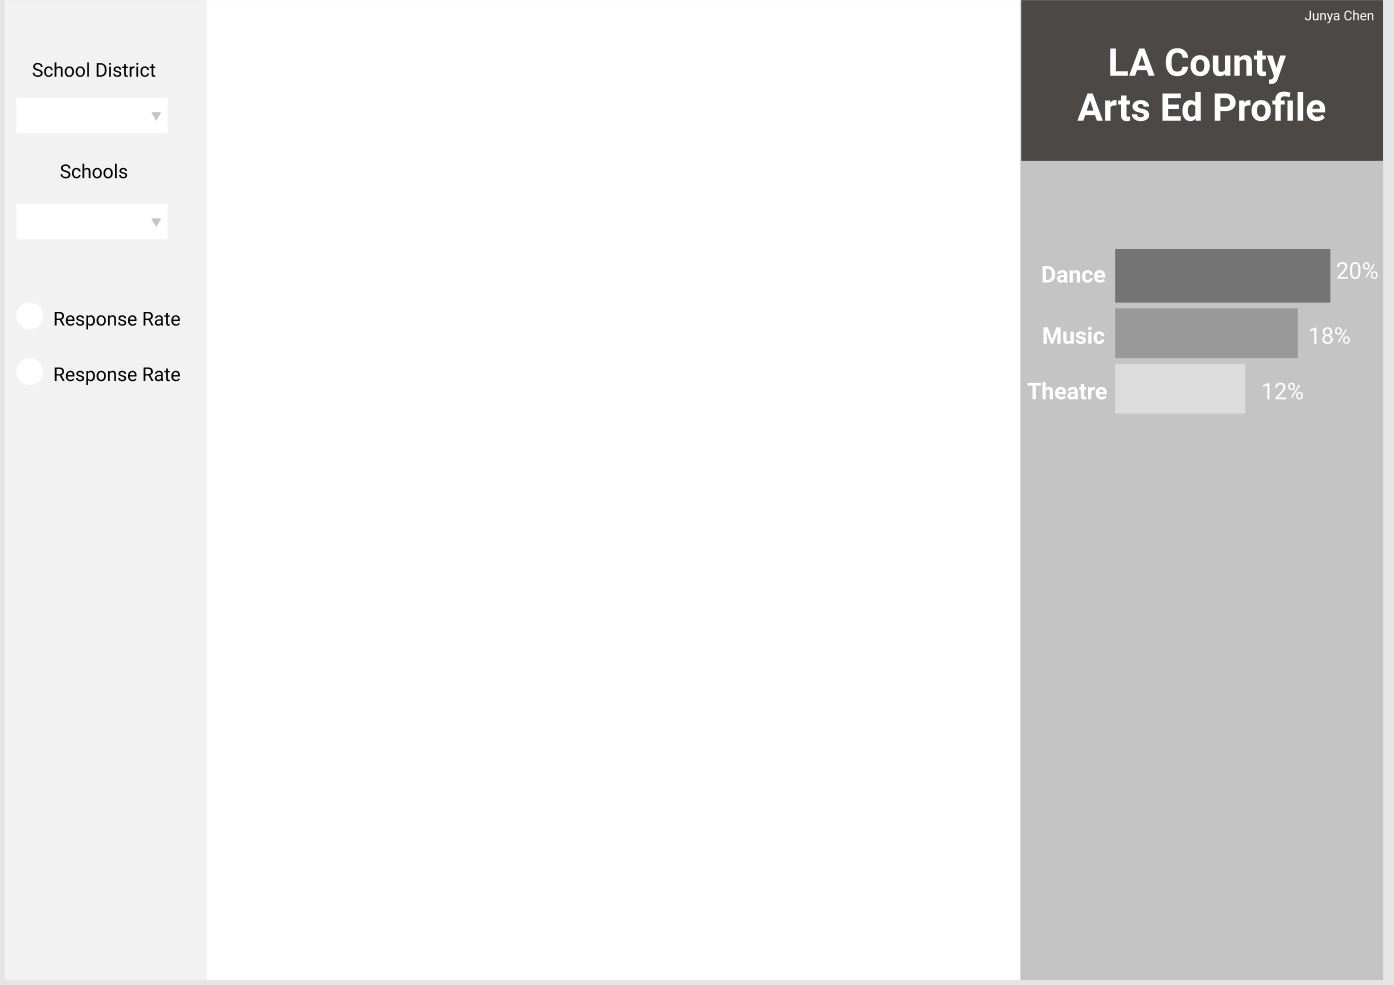 School District
Schools
Response Rate
Response Rate
Junya Chen
LA County
Arts Ed Profile
Dance 20%
Music 18%
Theatre 12%